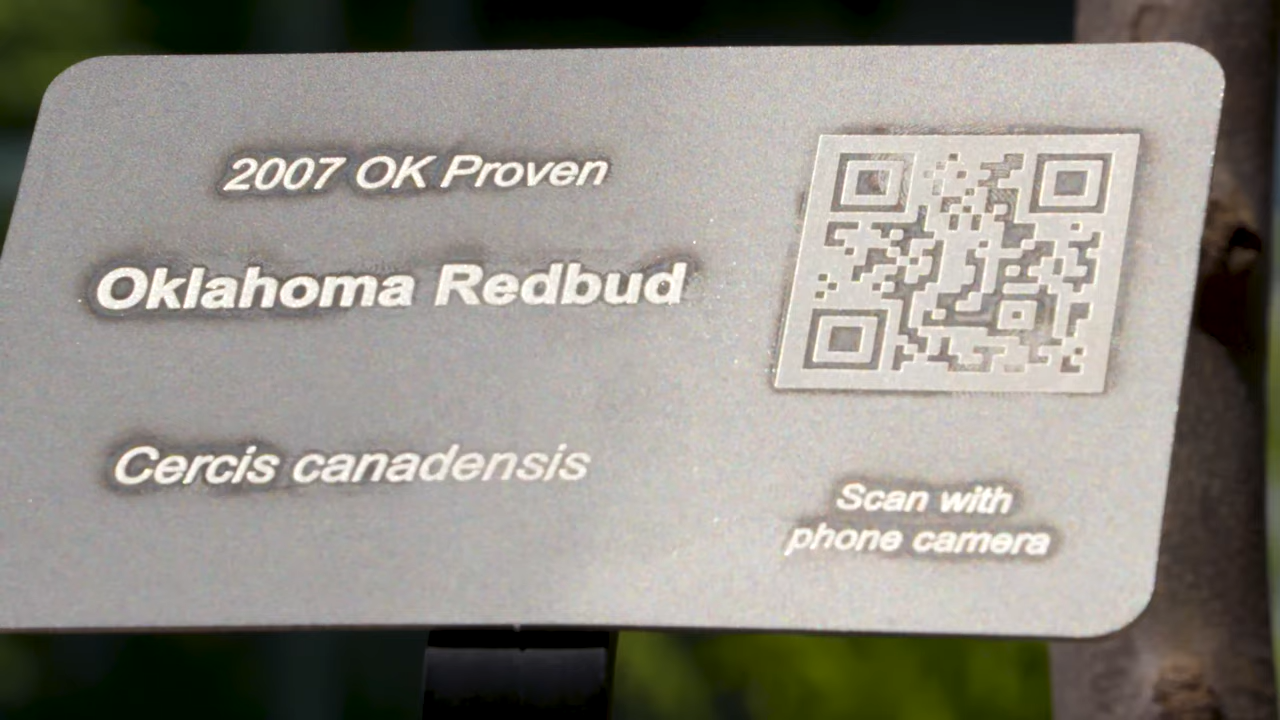 2007 OK Proven
Oklahoma Redbud
Cercis canadensis
Scan with
phone camera